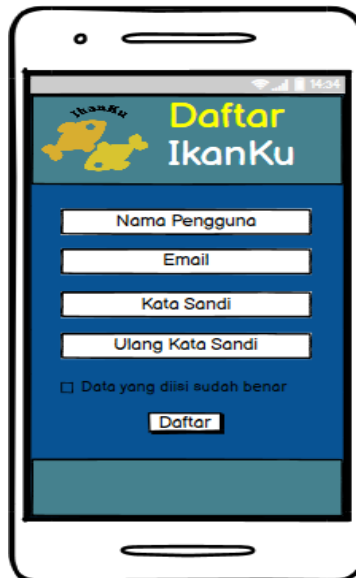 14:34
IkanKu
Daftar
IkanKu
Nama Pengguna
Email
Kata Sandi
Ulang Kata Sandi
Data yang diisi sudah benar
Daftar